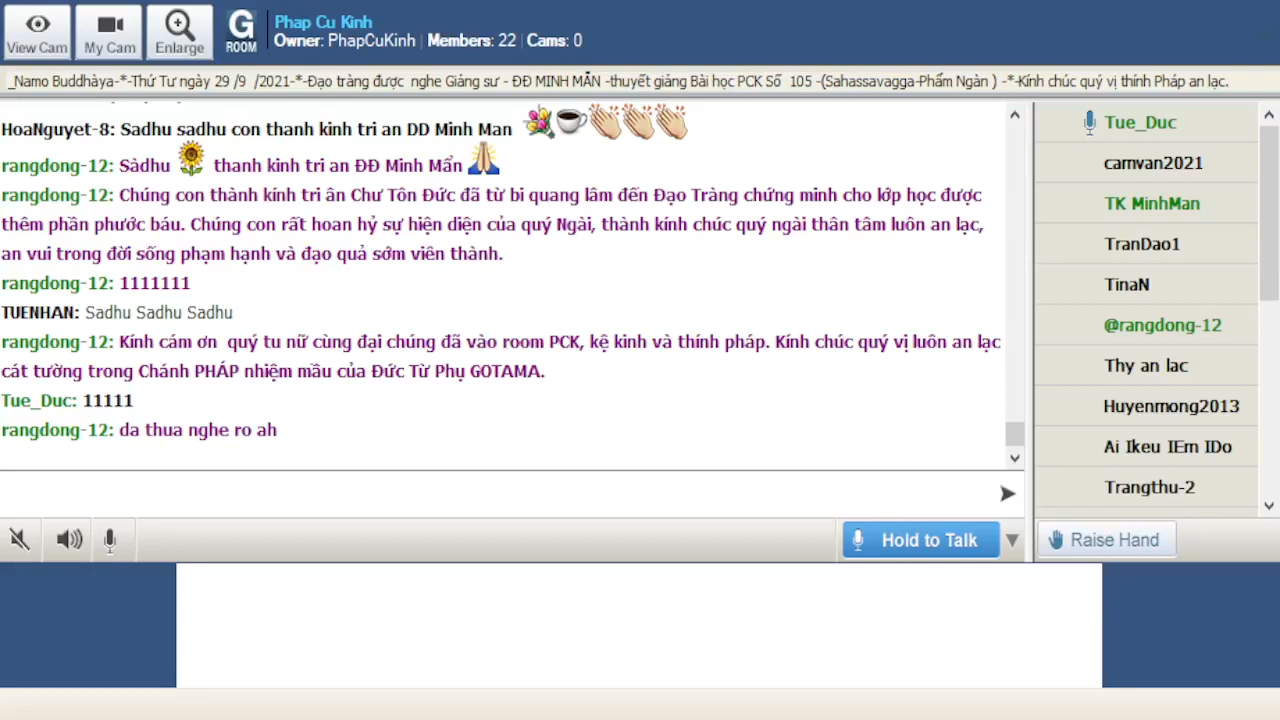 View Cam
My Cam
Enlarge
G
ROOM
Phap Cu Kinh
Owner: PhapCuKinh | Members: 22 | Cams: 0
_Namo Buddhàya-*-Thứ Tư ngày 29 /9 /2021-*-Đạo tràng được nghe Giảng sư - ĐĐ MINH MẪN -thuyết giảng Bài học PCK Số 105 -(Sahassavagga-Phẩm Ngàn ) -*-Kính chúc quý vị thính Pháp an lạc.
HoaNguyet-8: Sadhu sadhu con thanh kinh tri an DD Minh Man
rangdong-12: Sàdhu thanh kinh tri an ĐĐ Minh Mẩn
rangdong-12: Chúng con thành kính tri ân Chư Tôn Đức đã từ bi quang lâm đến Đạo Tràng chứng minh cho lớp học được
thêm phần phước báu. Chúng con rất hoan hỷ sự hiện diện của quý Ngài, thành kính chúc quý ngài thân tâm luôn an lạc,
an vui trong đời sống phạm hạnh và đạo quả sớm viên thành.
rangdong-12: 1111111
TUENHAN: Sadhu Sadhu Sadhu
rangdong-12: Kính cám ơn quý tu nữ cùng đại chúng đã vào room PCK, kệ kinh và thính pháp. Kính chúc quý vị luôn an lạc
cát tường trong Chánh PHÁP nhiệm mầu của Đức Từ Phụ GOTAMA.
Tue_Duc: 11111
rangdong-12: da thua nghe ro ah
Tue_Duc
camvan2021
TK MinhMan
TranDao1
TinaN
@rangdong-12
Thy an lac
Huyenmong2013
Ai Ikeu IEm IDo
Trangthu-2
Hold to Talk
Raise Hand